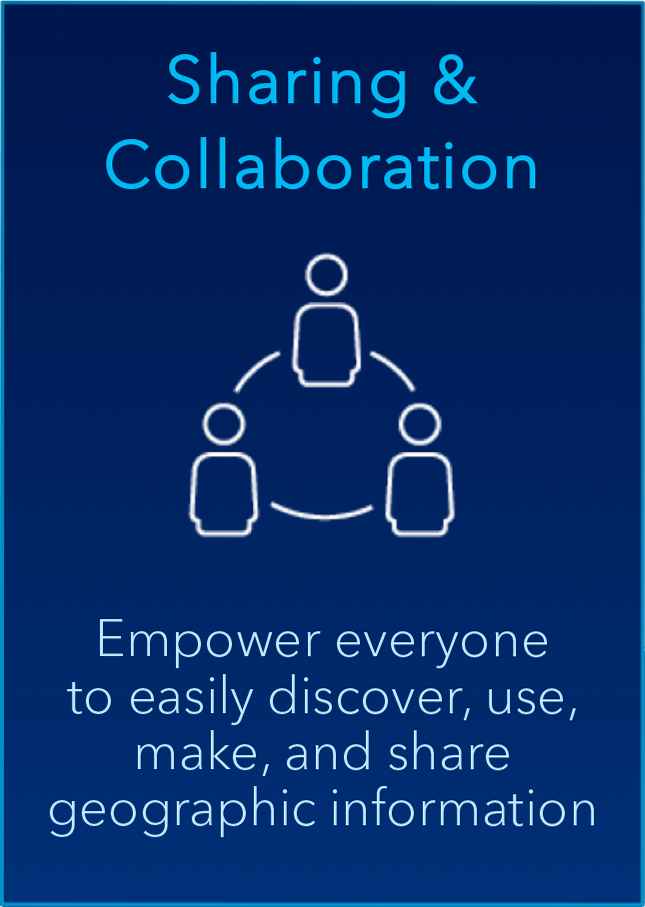 Sharing &
Collaboration
Empower everyone
to easily discover, use,
make, and share
geographic information